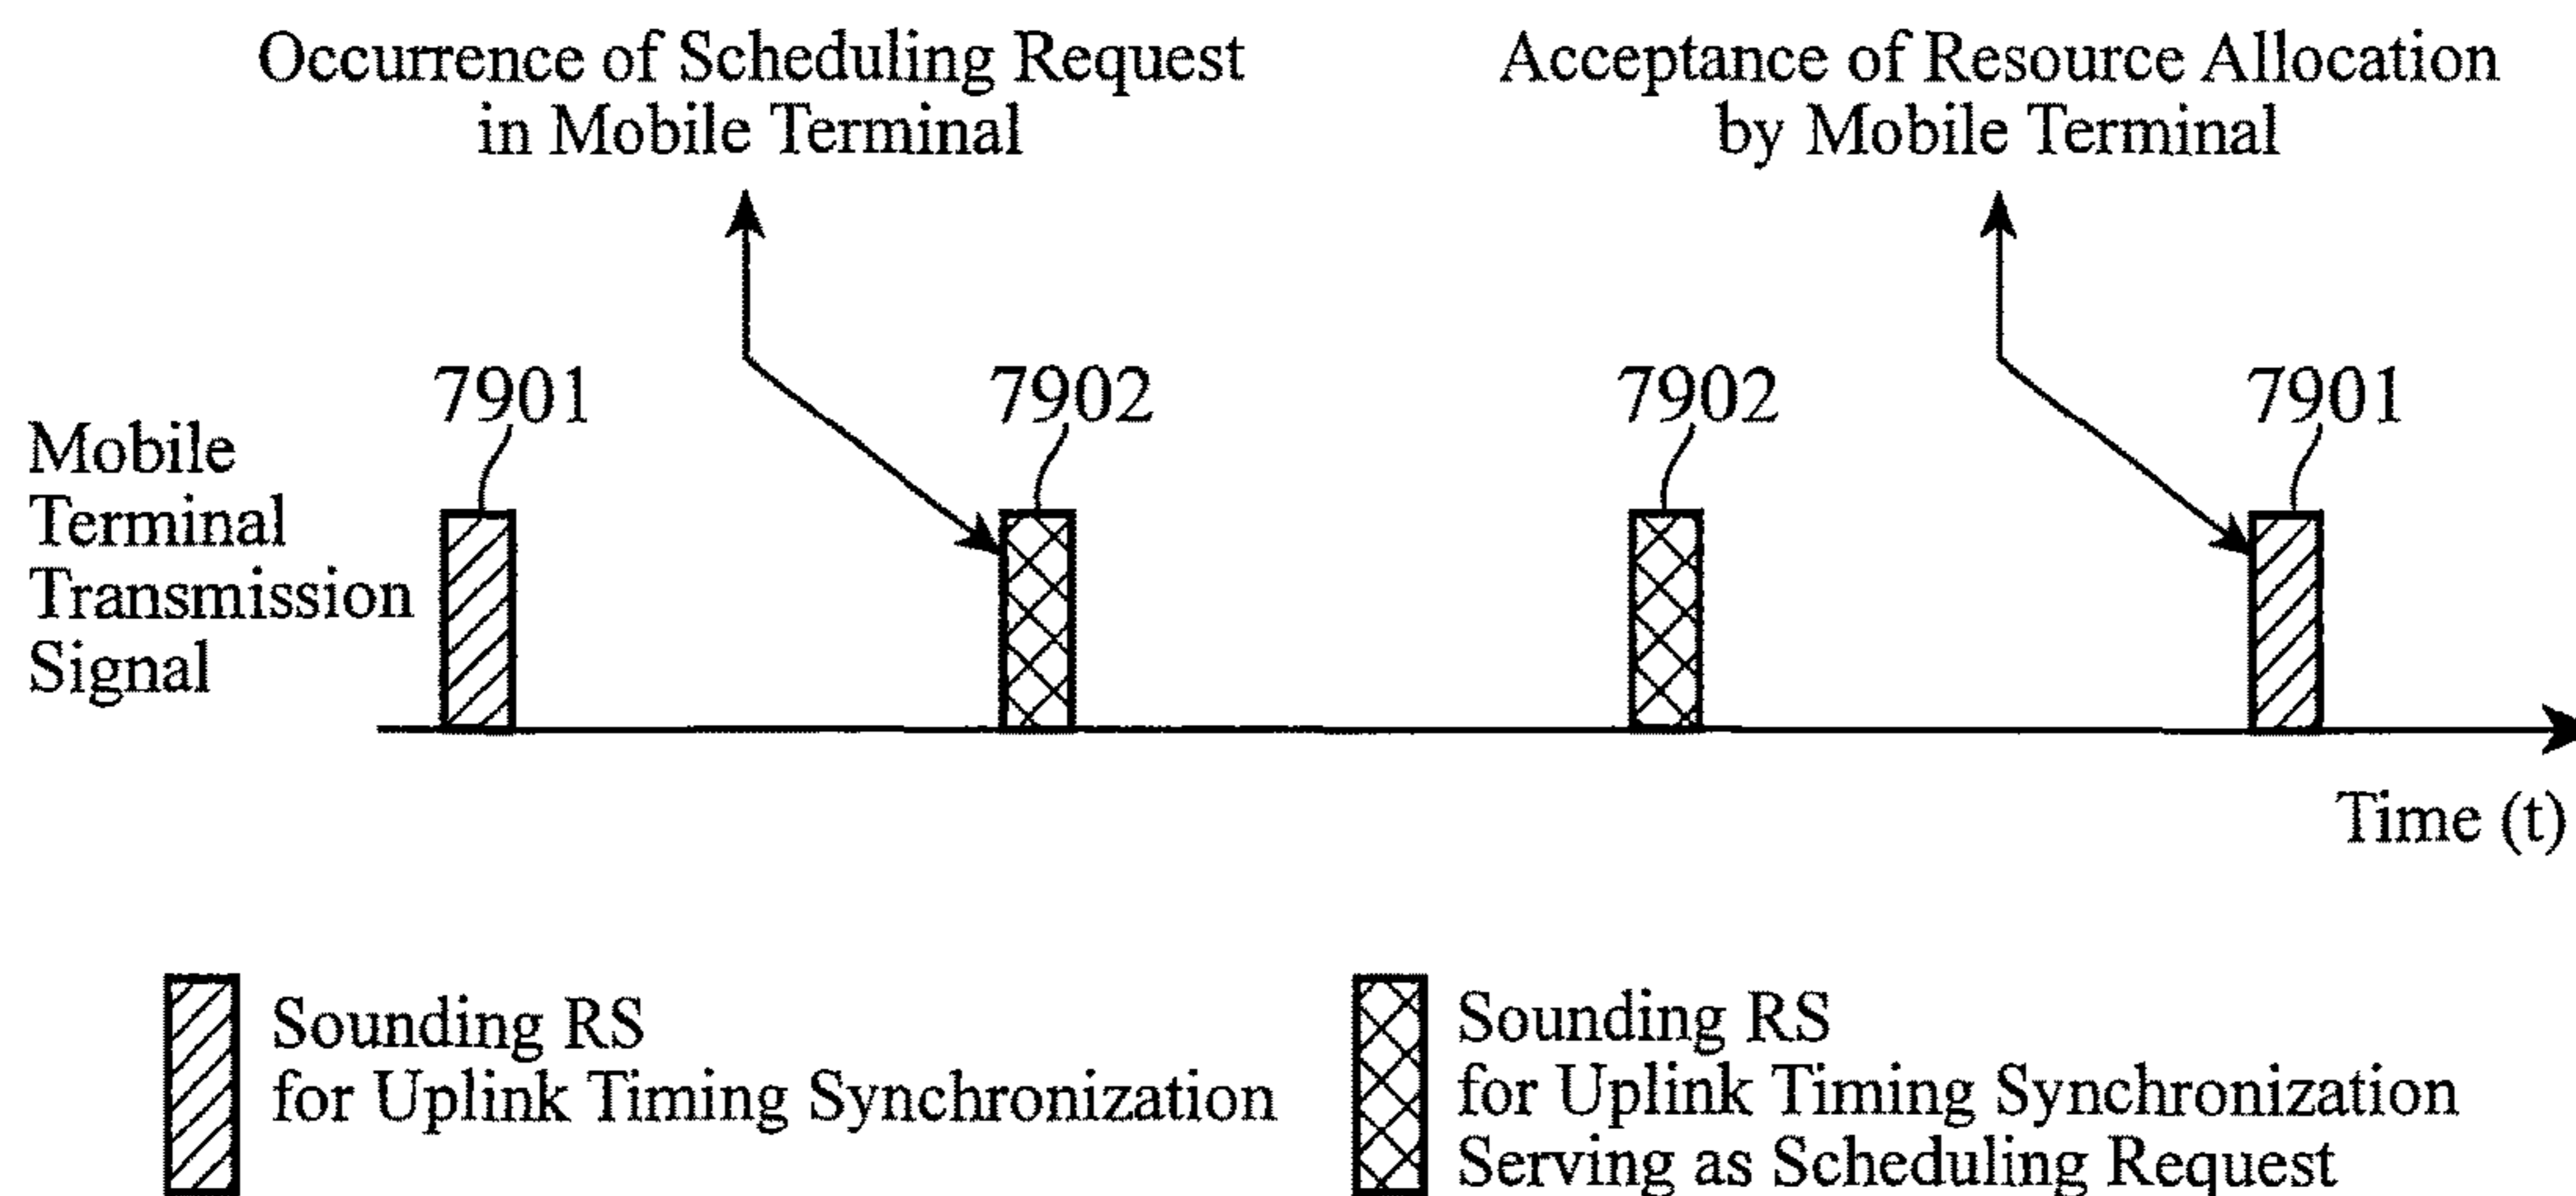 Occurrence of Scheduling Request
in Mobile Terminal
Acceptance of Resource Allocation
by Mobile Terminal
7901
7902
7902
7901
Mobile
Terminal
Transmission
Signal
Time (t)
Sounding RS
for Uplink Timing Synchronization
Sounding RS
for Uplink Timing Synchronization
Serving as Scheduling Request